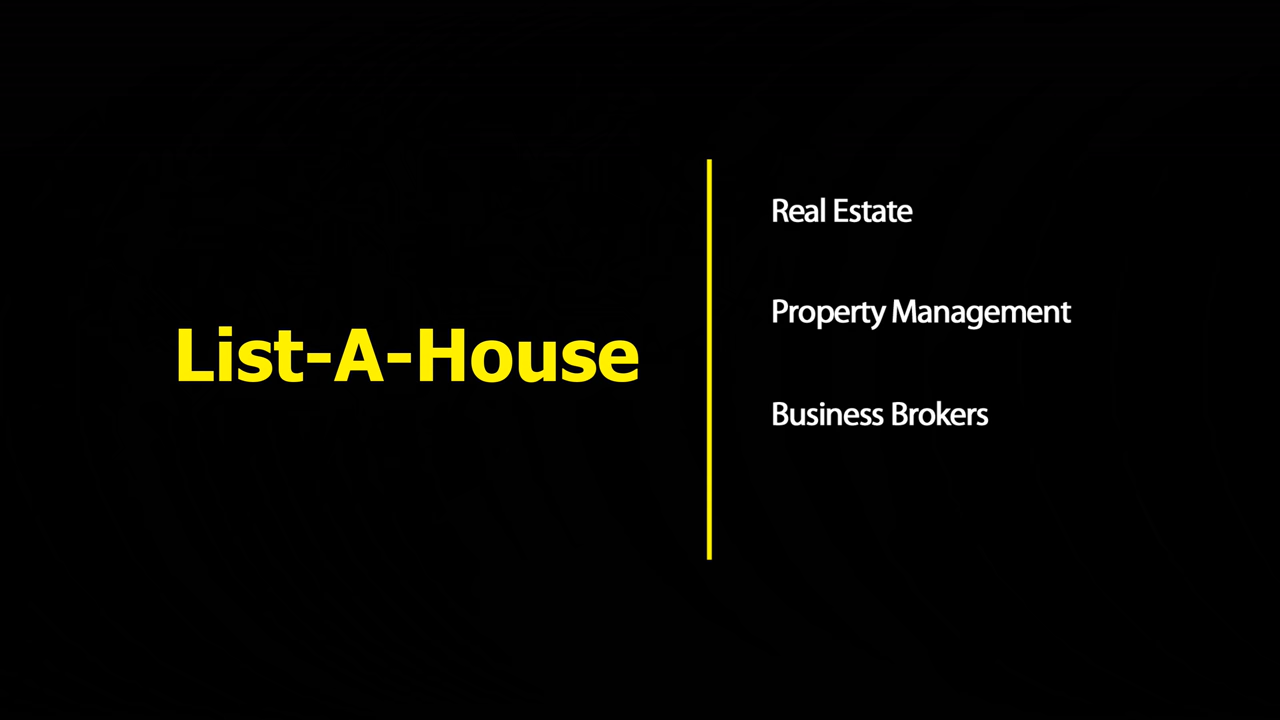 List-A-House
Real Estate
Property Management
Business Brokers